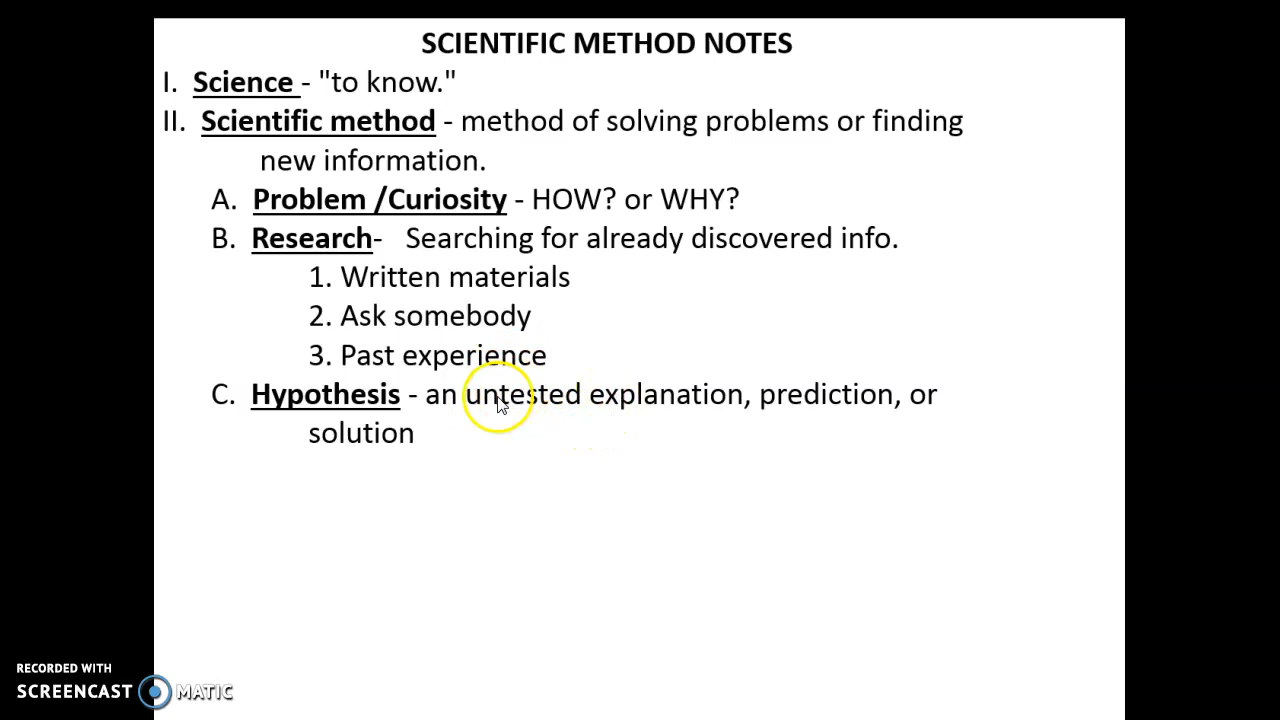 SCIENTIFIC METHOD NOTES
I. Science - "to know."
II. Scientific method - method of solving problems or finding
new information.
A. Problem /Curiosity - HOW? or WHY?
B. Research- Searching for already discovered info.
1. Written materials
2. Ask somebody
3. Past experience
C. Hypothesis - an untested explanation, prediction, or
solution
RECORDED WITH
SCREENCAST MATIC